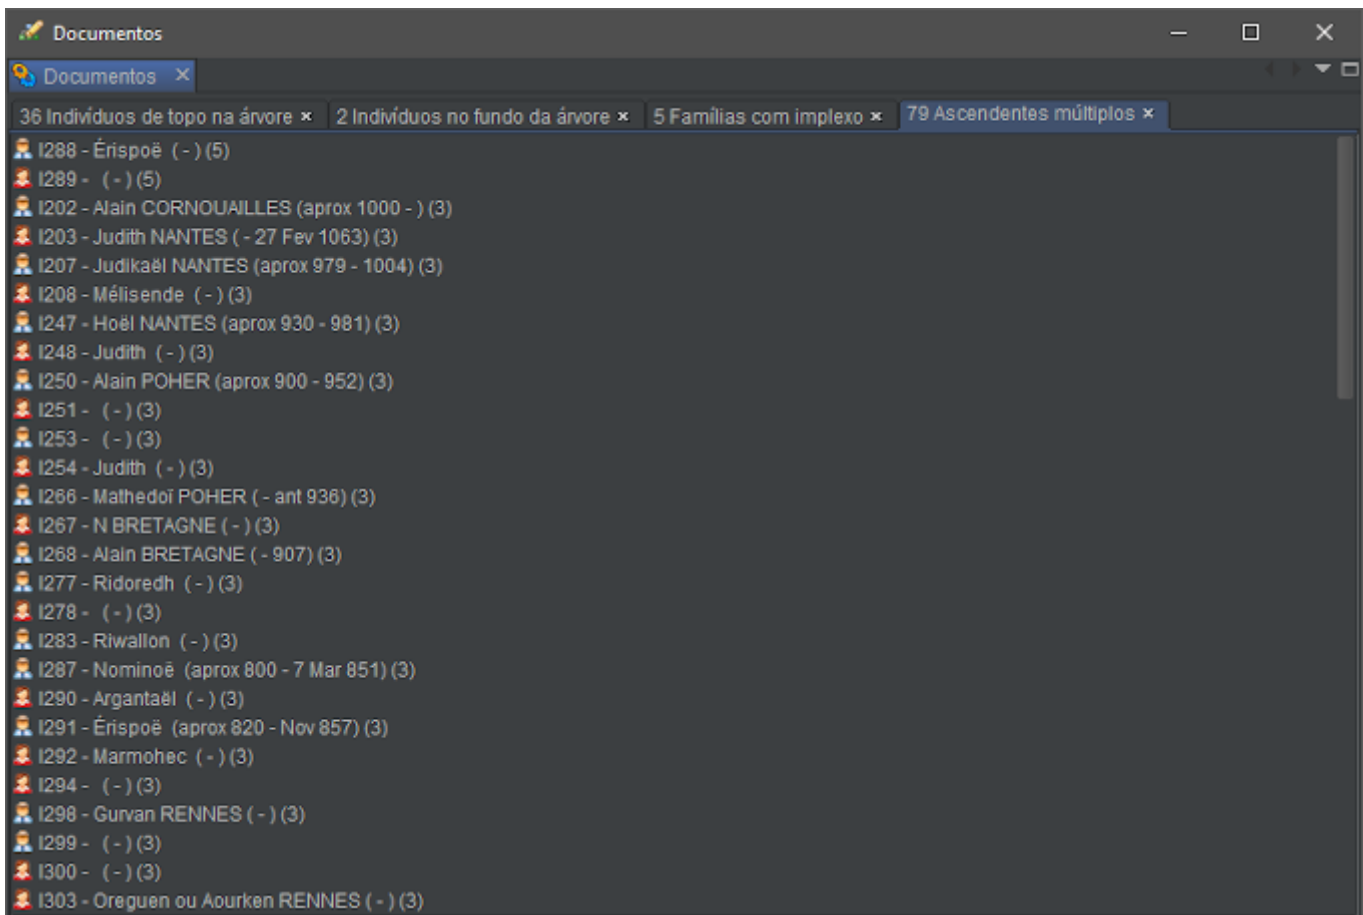 Documentos
Documentos
36 Indivíduos de topo na árvore 2 Indivíduos no fundo da árvore 5 Famílias com implexo 79 Ascendentes múltiplos
I288 - Érispoë ( - ) (5)
I289 - ( - ) (5)
I202 - Alain CORNOUAILLES (aprox 1000 - ) (3)
I203 - Judith NANTES ( - 27 Fev 1063) (3)
I207 - Judikaël NANTES (aprox 979 - 1004) (3)
I208 - Mélisende ( - ) (3)
I247 - Hoël NANTES (aprox 930 - 981) (3)
I248 - Judith ( - ) (3)
I250 - Alain POHER (aprox 900 - 952) (3)
I251 - ( - ) (3)
I253 - ( - ) (3)
I254 - Judith ( - ) (3)
I266 - Mathedoï POHER ( - ant 936) (3)
I267 - N BRETAGNE ( - ) (3)
I268 - Alain BRETAGNE ( - 907) (3)
I277 - Ridoredh ( - ) (3)
I278 - ( - ) (3)
I283 - Riwallon ( - ) (3)
I287 - Nominoë (aprox 800 - 7 Mar 851) (3)
I290 - Argantaël ( - ) (3)
I291 - Érispoë (aprox 820 - Nov 857) (3)
I292 - Marmohec ( - ) (3)
I294 - ( - ) (3)
I298 - Gurvan RENNES ( - ) (3)
I299 - ( - ) (3)
I300 - ( - ) (3)
I303 - Oreguen ou Aourken RENNES ( - ) (3)